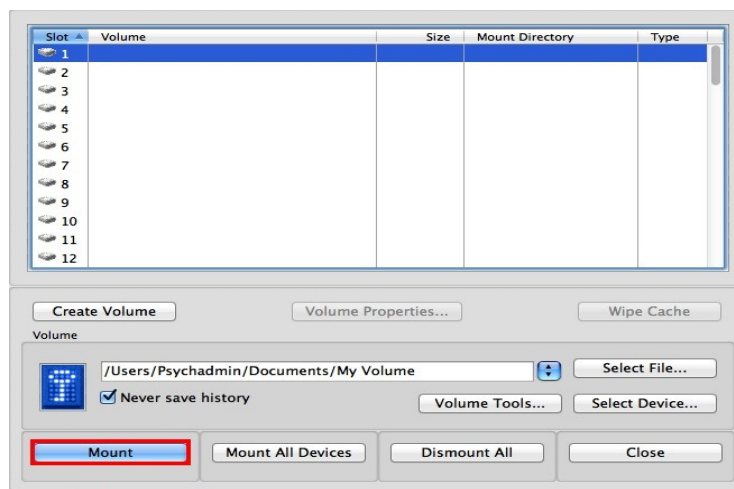 Slot Volume Size Mount Directory Type
1
2
3
4
5
6
7
8
9
10
11
12
Create Volume Volume Properties... Wipe Cache
Volume
/Users/Psychadmin/Documents/My Volume Select File...
Never save history Volume Tools... Select Device...
Mount Mount All Devices Dismount All Close